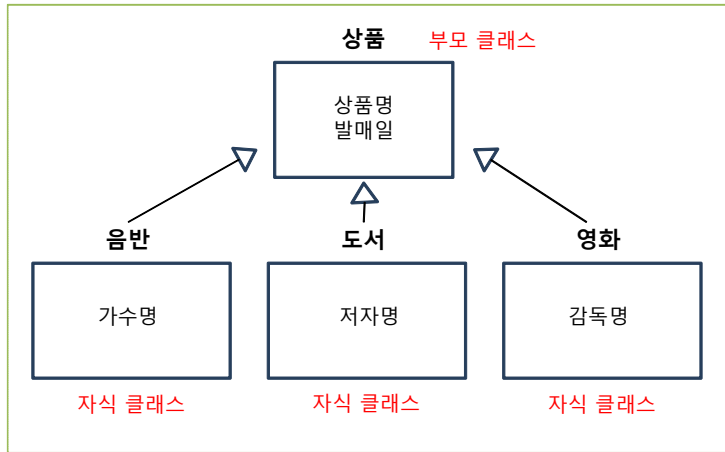 상품 부모 클래스
상품명
발매일
음반 도서 영화
가수명 저자명 감독명
자식 클래스 자식 클래스 자식 클래스